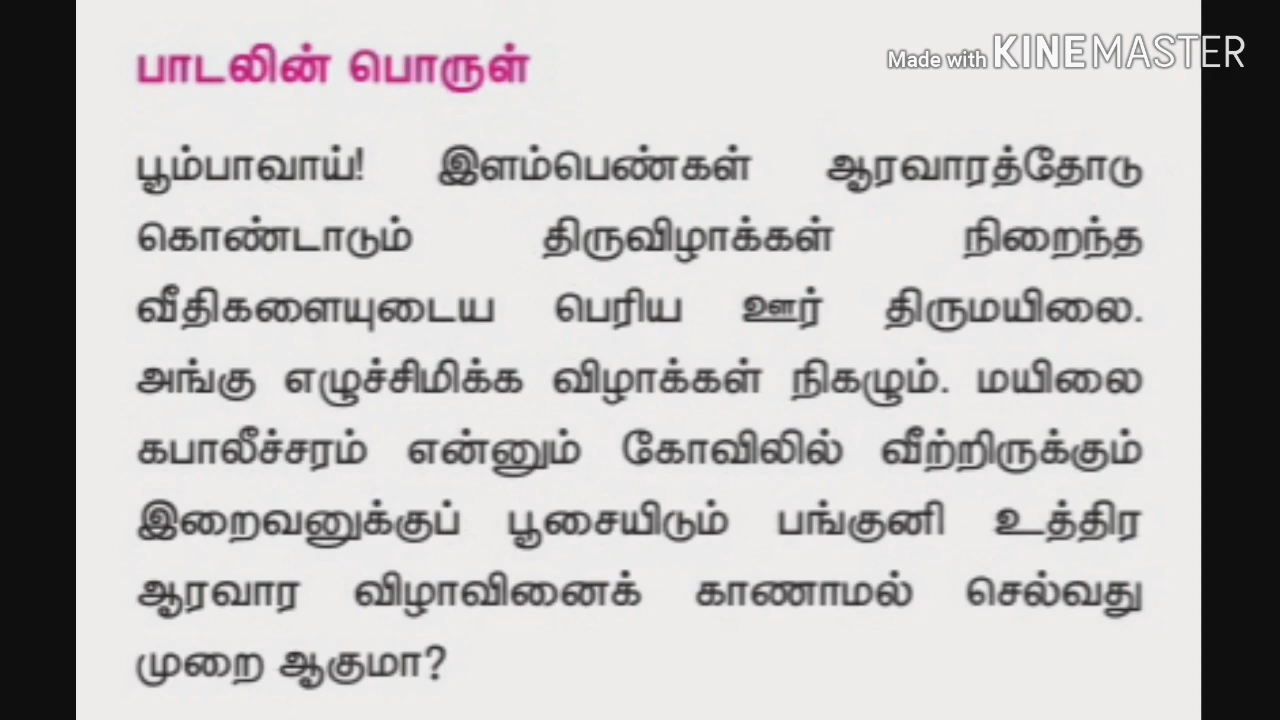 Made with KINEMASTER
பாடலின் பொருள்
பூம்பாவாய்! இளம்பெண்கள் ஆரவாரத்தோடு
கொண்டாடும் திருவிழாக்கள் நிறைந்த
வீதிகளையுடைய பெரிய ஊர் திருமயிலை.
அங்கு எழுச்சிமிக்க விழாக்கள் நிகழும். மயிலை
கபாலீச்சரம் என்னும் கோவிலில் வீற்றிருக்கும்
இறைவனுக்குப் பூசையிடும் பங்குனி உத்திர
ஆரவார விழாவினைக் காணாமல் செல்வது
முறை ஆகுமா?